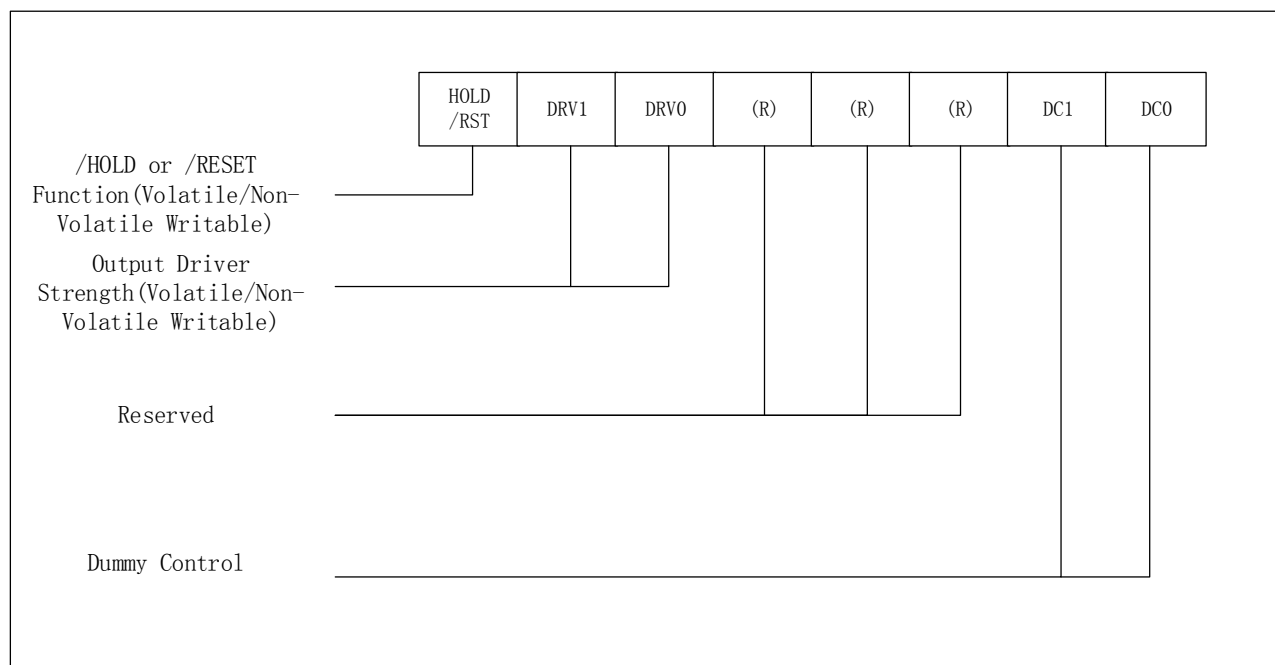 HOLD
/RST
DRV1
DRV0
(R)
(R)
(R)
DC1
DC0
/HOLD or /RESET
Function(Volatile/Non-
Volatile Writable)
Output Driver
Strength(Volatile/Non-
Volatile Writable)
Reserved
Dummy Control